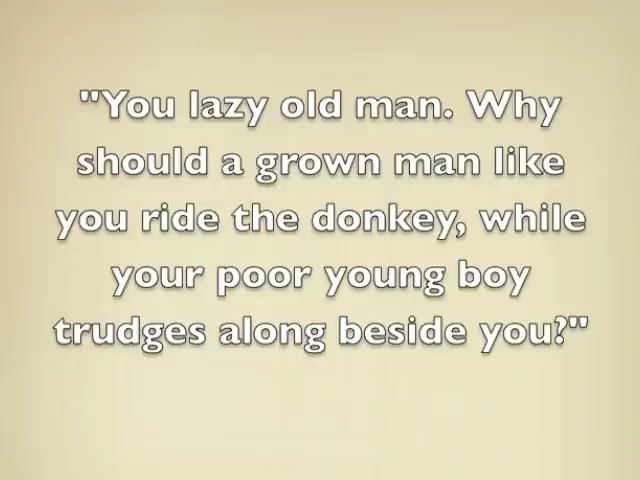 "You lazy old man. Why
should a grown man like
you ride the donkey, while
your poor young boy
trudges along beside you?"